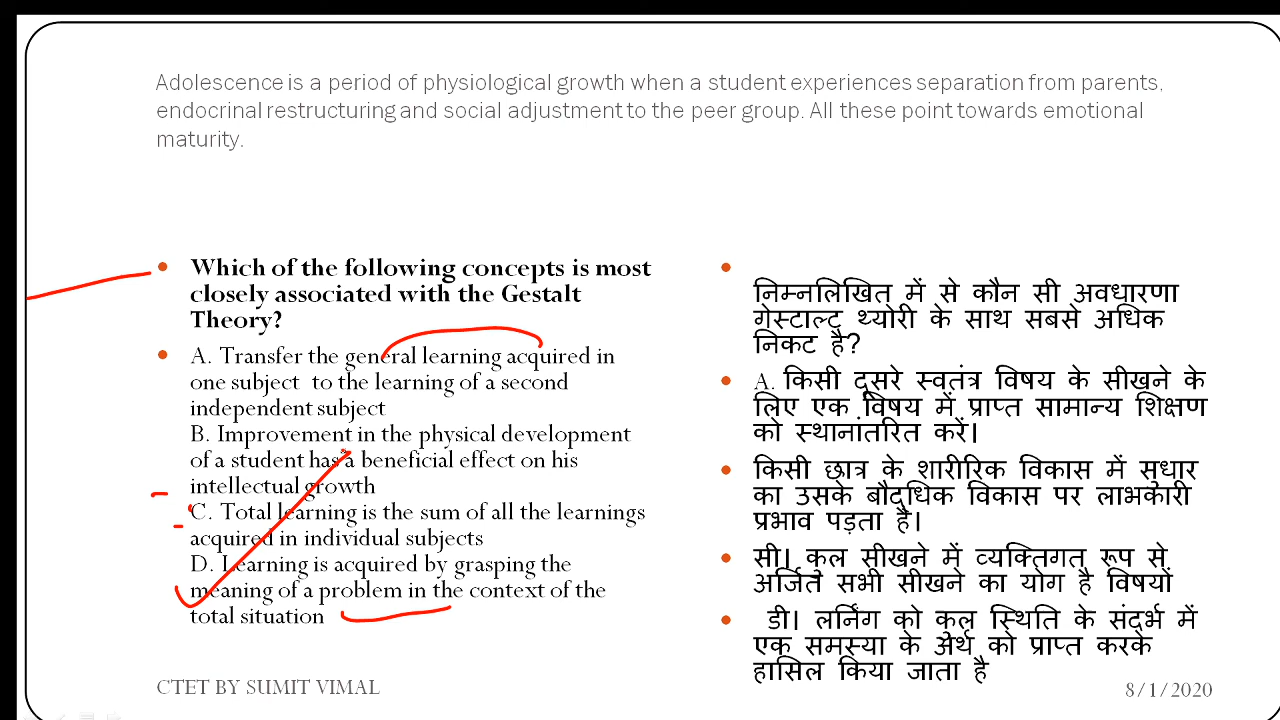 Adolescence is a period of physiological growth when a student experiences separation from parents,
endocrinal restructuring and social adjustment to the peer group. All these point towards emotional
maturity.
Which of the following concepts is most
closely associated with the Gestalt
Theory?
A. Transfer the general learning acquired in
one subject to the learning of a second
independent subject
B. Improvement in the physical development
of a student has a beneficial effect on his
intellectual growth
C. Total learning is the sum of all the learnings
acquired in individual subjects
D. Learning is acquired by grasping the
meaning of a problem in the context of the
total situation
निम्नलिखित में से कौन सी अवधारणा
गेस्टाल्ट थ्योरी के साथ सबसे अधिक
निकट है?
A. किसी दूसरे स्वतंत्र विषय के सीखने के
लिए एक विषय में प्राप्त सामान्य शिक्षण
को स्थानांतरित करें।
किसी छात्र के शारीरिक विकास में सुधार
का उसके बौद्धिक विकास पर लाभकारी
प्रभाव पड़ता है।
सी। कुल सीखने में व्यक्तिगत रूप से
अर्जित सभी सीखने का योग है विषयों
डी। लर्निंग को कुल स्थिति के संदर्भ में
एक समस्या के अर्थ को प्राप्त करके
हासिल किया जाता है
CTET BY SUMIT VIMAL
8/1/2020